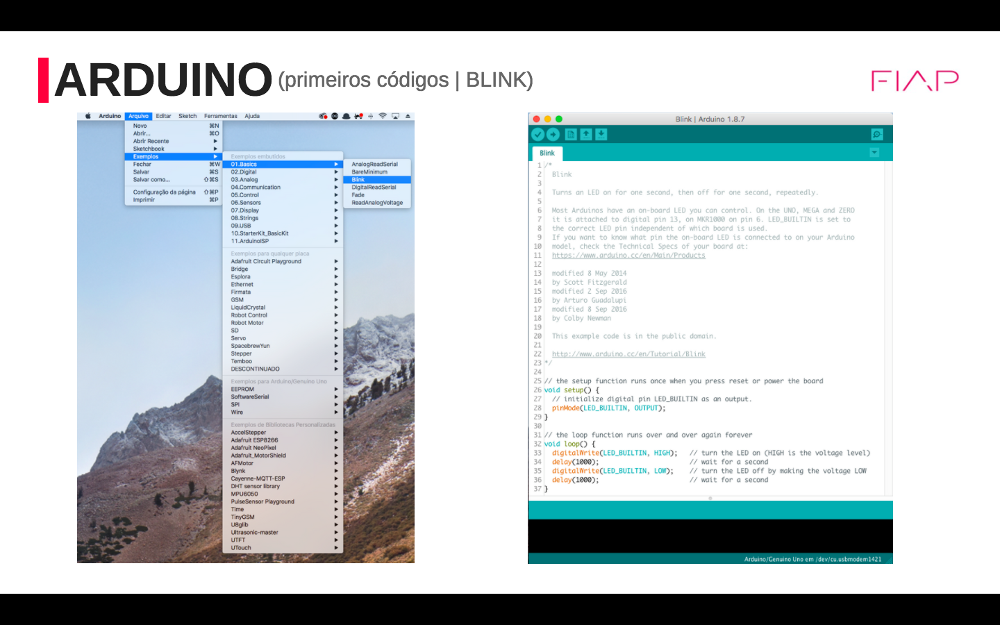 ARDUINO (primeiros códigos | BLINK)
FIAP
Arduino Arquivo Editar Sketch Ferramentas Ajuda
Novo ⌘N
Abrir... ⌘O
Abrir Recente
Sketchbook
Exemplos
Fechar ⌘W
Salvar ⌘S
Salvar como... ⇧⌘S
Configuração da página ⇧⌘P
Imprimir ⌘P
Exemplos embutidos
01.Basics
02.Digital
03.Analog
04.Communication
05.Control
06.Sensors
07.Display
08.Strings
09.USB
10.StarterKit_BasicKit
11.ArduinoISP
Exemplos para qualquer placa
Adafruit Circuit Playground
Bridge
Esplora
Ethernet
Firmata
GSM
LiquidCrystal
Robot Control
Robot Motor
SD
Servo
SpacebrewYun
Stepper
Temboo
DESCONTINUADO
Exemplos para Arduino/Genuino Uno
EEPROM
SoftwareSerial
SPI
Wire
Exemplos de Bibliotecas Personalizadas
AccelStepper
Adafruit ESP8266
Adafruit NeoPixel
Adafruit_MotorShield
AFMotor
Blynk
Cayenne-MQTT-ESP
DHT sensor library
MPU6050
PulseSensor Playground
Time
TinyGSM
U8glib
Ultrasonic-master
UTFT
UTouch
AnalogReadSerial
BareMinimum
Blink
DigitalReadSerial
Fade
ReadAnalogVoltage
Blink | Arduino 1.8.7
Blink
1 /*
2 Blink
3
4 Turns an LED on for one second, then off for one second, repeatedly.
5
6 Most Arduinos have an on-board LED you can control. On the UNO, MEGA and ZERO
7 it is attached to digital pin 13, on MKR1000 on pin 6. LED_BUILTIN is set to
8 the correct LED pin independent of which board is used.
9 If you want to know what pin the on-board LED is connected to on your Arduino
10 model, check the Technical Specs of your board at:
11 https://www.arduino.cc/en/Main/Products
12
13 modified 8 May 2014
14 by Scott Fitzgerald
15 modified 2 Sep 2016
16 by Arturo Guadalupi
17 modified 8 Sep 2016
18 by Colby Newman
19
20 This example code is in the public domain.
21
22 http://www.arduino.cc/en/Tutorial/Blink
23 */
24
25 // the setup function runs once when you press reset or power the board
26 void setup() {
27 // initialize digital pin LED_BUILTIN as an output.
28 pinMode(LED_BUILTIN, OUTPUT);
29 }
30
31 // the loop function runs over and over again forever
32 void loop() {
33 digitalWrite(LED_BUILTIN, HIGH); // turn the LED on (HIGH is the voltage level)
34 delay(1000); // wait for a second
35 digitalWrite(LED_BUILTIN, LOW); // turn the LED off by making the voltage LOW
36 delay(1000); // wait for a second
37 }
Arduino/Genuino Uno em /dev/cu.usbmodem1421